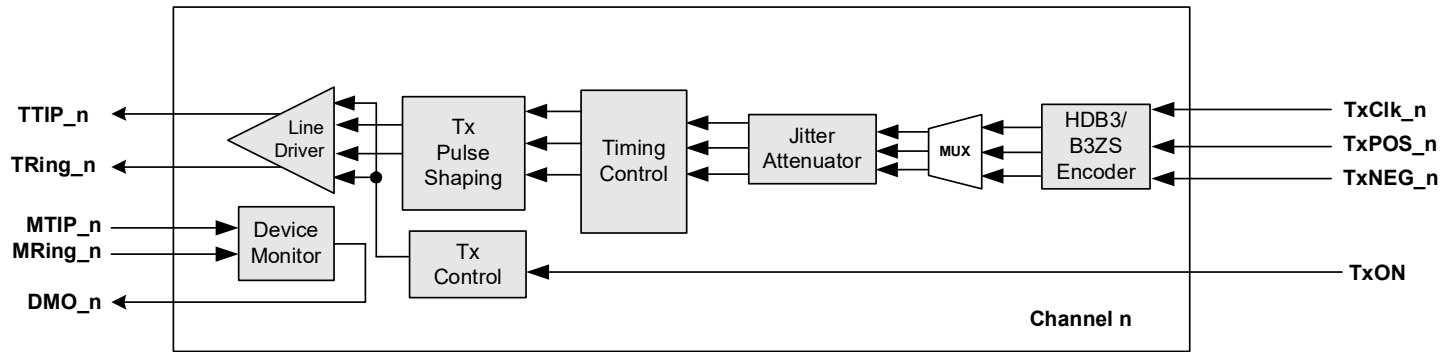 TTIP_n
TRing_n
MTIP_n
MRing_n
DMO_n
Line
Driver
Device
Monitor
Tx
Pulse
Shaping
Tx
Control
Timing
Control
Jitter
Attenuator
MUX
HDB3/
B3ZS
Encoder
TxClk_n
TxPOS_n
TxNEG_n
TxON
Channel n